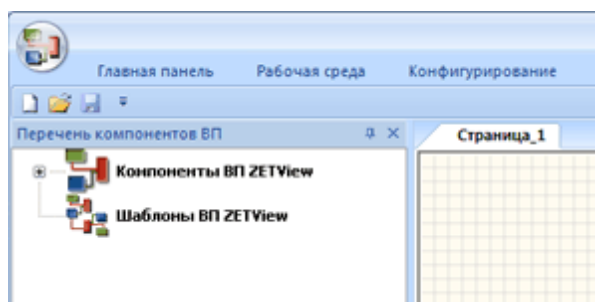 Главная панель Рабочая среда Конфигурирование
Перечень компонентов ВП Страница_1
Компоненты ВП ZETView
Шаблоны ВП ZETView